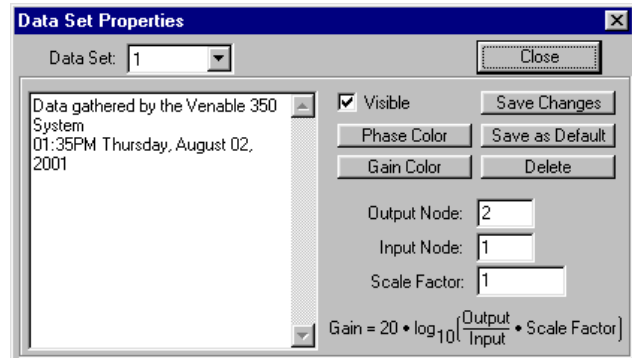 Data Set Properties
Data Set: 1
Close
Data gathered by the Venable 350
System
01:35PM Thursday, August 02,
2001
Visible
Save Changes
Phase Color
Save as Default
Gain Color
Delete
Output Node: 2
Input Node: 1
Scale Factor: 1
Gain = 20 • log10(Output/Input • Scale Factor)